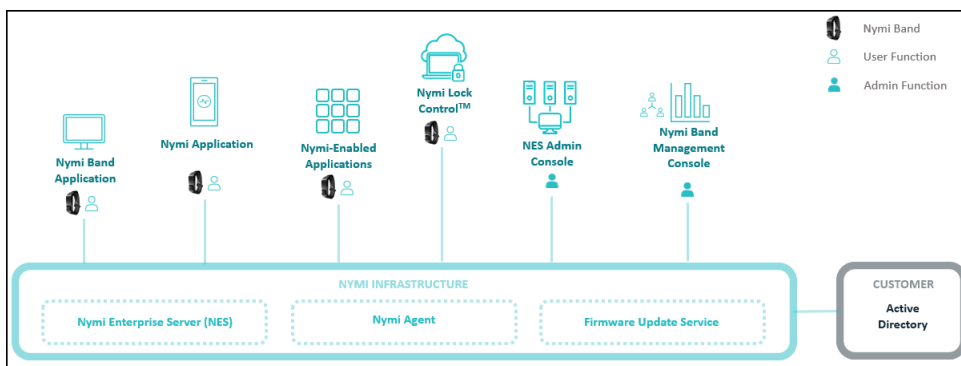 Nymi Band
User Function
Admin Function
Nymi Lock
Control™
Nymi Application
Nymi-Enabled
Applications
NES Admin
Console
Nymi Band
Management
Console
Nymi Band
Application
NYMI INFRASTRUCTURE
Nymi Enterprise Server (NES)
Nymi Agent
Firmware Update Service
CUSTOMER
Active
Directory